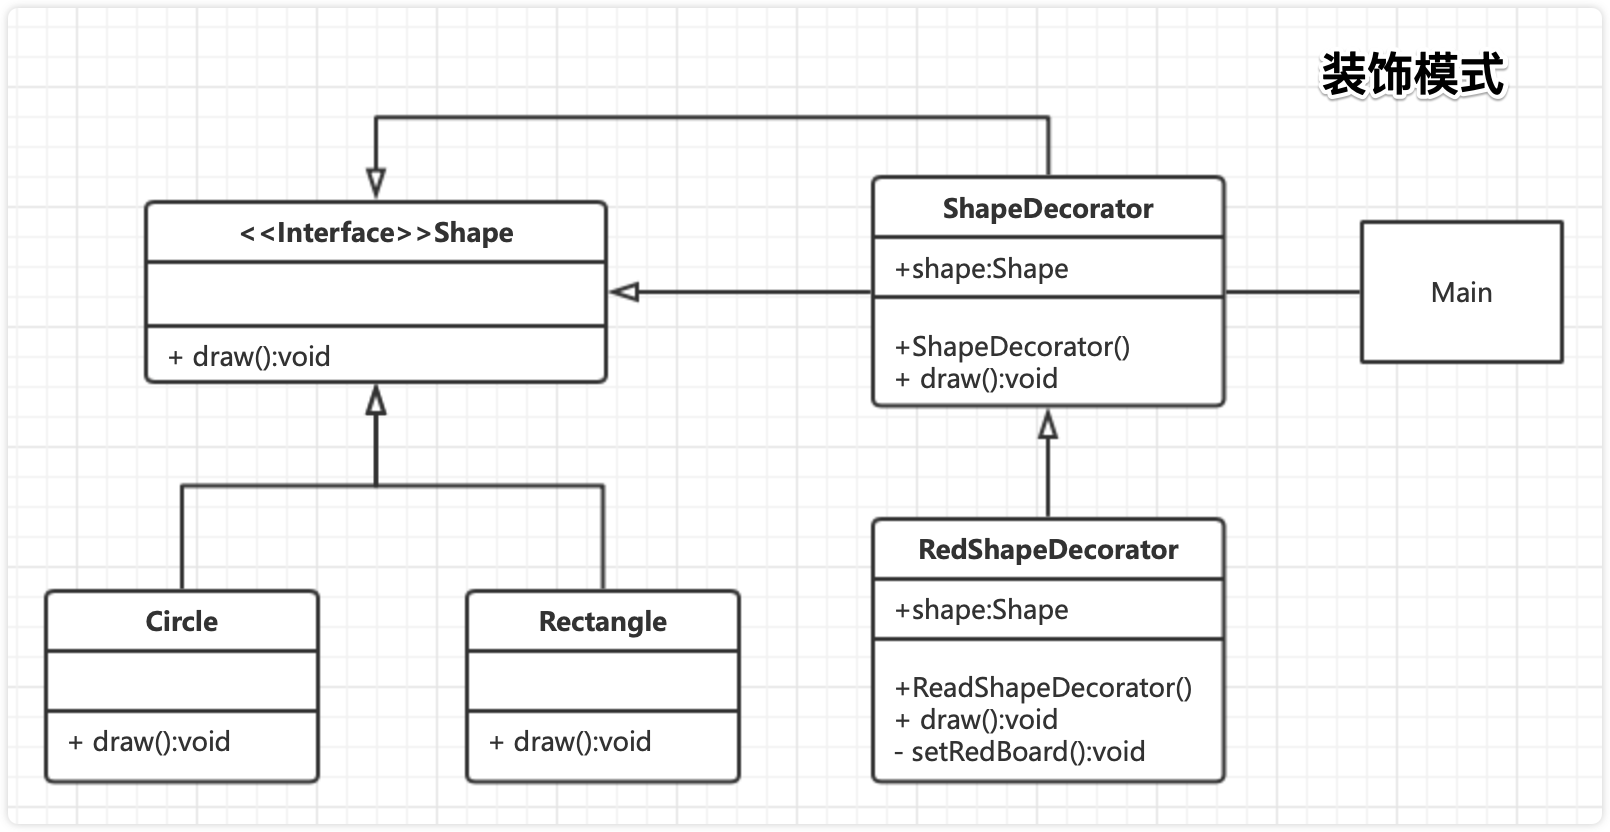 装饰模式
<<Interface>>Shape
+ draw():void
ShapeDecorator
+shape:Shape
+ShapeDecorator()
+ draw():void
Main
Circle
+ draw():void
Rectangle
+ draw():void
RedShapeDecorator
+shape:Shape
+ReadShapeDecorator()
+ draw():void
- setRedBoard():void